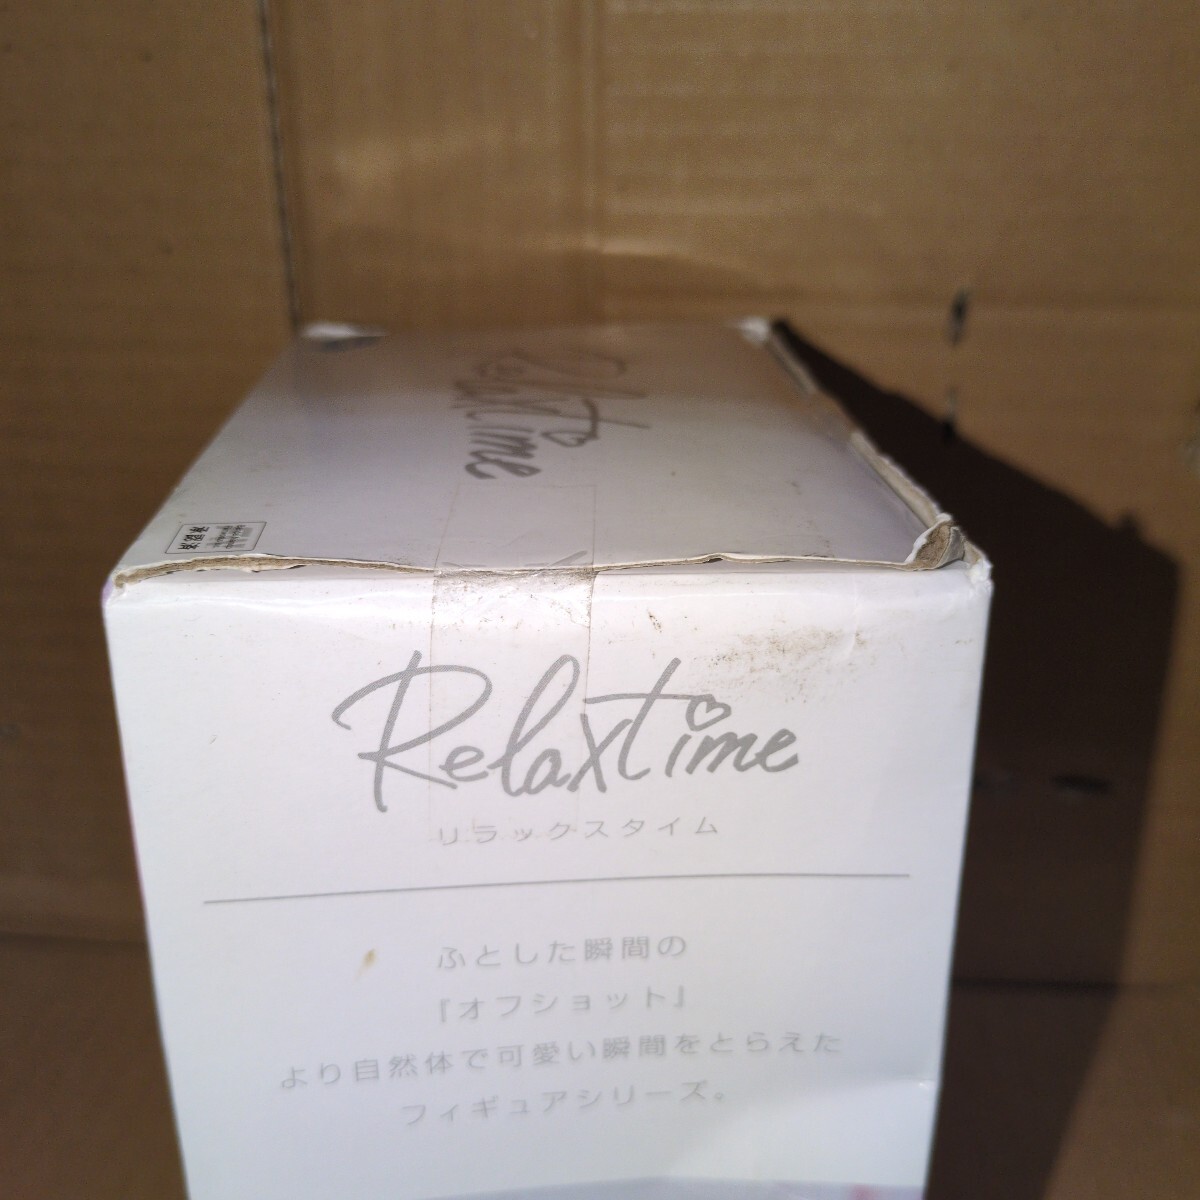 Relaxtime
Relaxtime
リラックスタイム
ふとした瞬間の
『オフショット』
より自然体で可愛い瞬間をとらえた
フィギュアシリーズ。